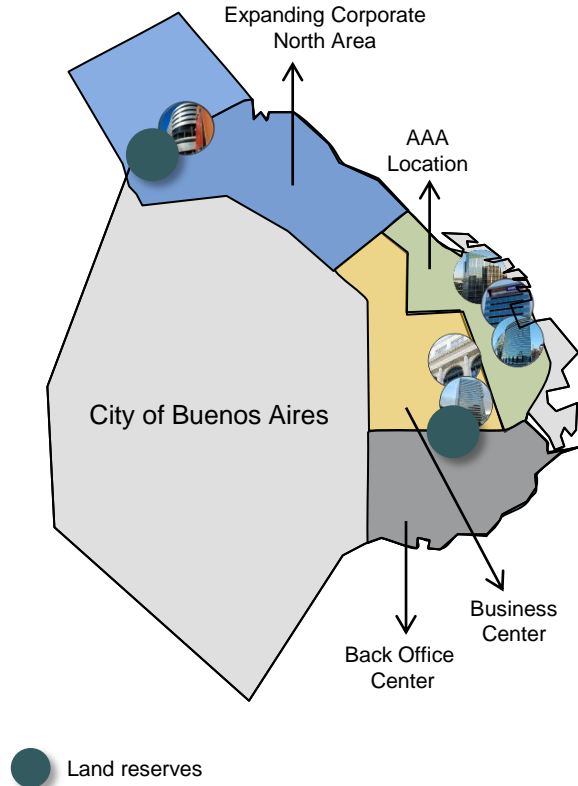 Expanding Corporate
North Area
AAA
Location
City of Buenos Aires
Business
Center
Back Office
Center
Land reserves